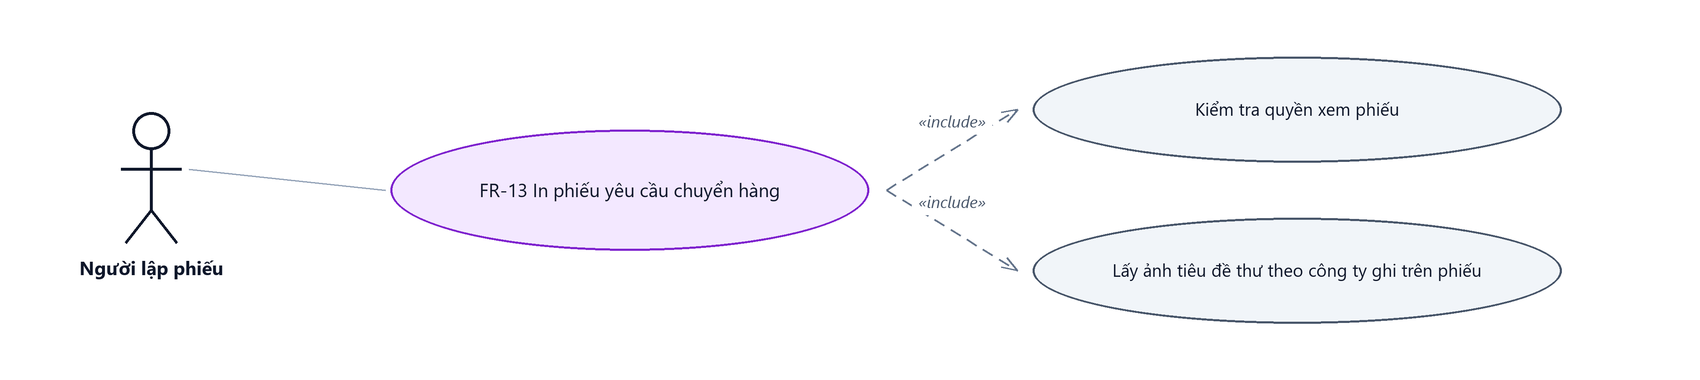 Người lập phiếu
FR-13 In phiếu yêu cầu chuyển hàng
«include»
«include»
Kiểm tra quyền xem phiếu
Lấy ảnh tiêu đề thư theo công ty ghi trên phiếu